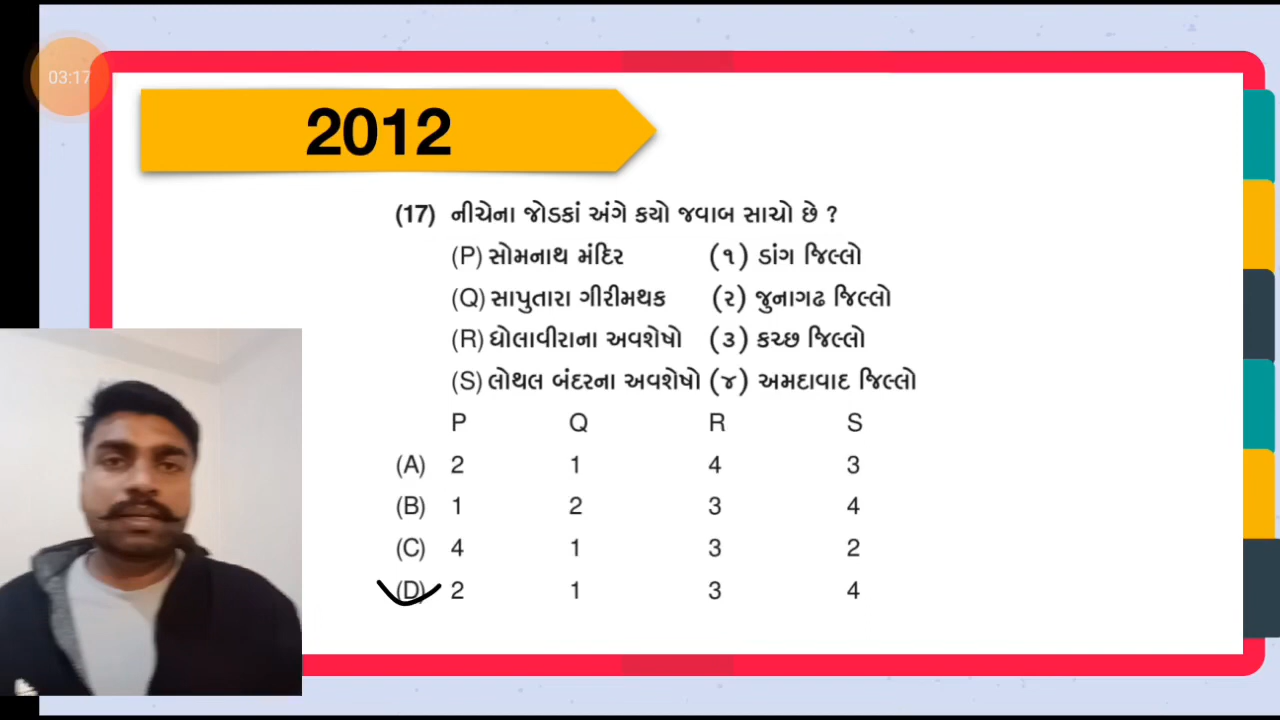 03:17
2012
(17) નીચેના જોડકાં અંગે કયો જવાબ સાચો છે ?
(P) સોમનાથ મંદિર (૧) ડાંગ જિલ્લો
(Q) સાપુતારા ગીરીમથક (૨) જુનાગઢ જિલ્લો
(R) ધોલાવીરાના અવશેષો (૩) કચ્છ જિલ્લો
(S) લોથલ બંદરના અવશેષો (૪) અમદાવાદ જિલ્લો
P Q R S
(A) 2 1 4 3
(B) 1 2 3 4
(C) 4 1 3 2
(D) 2 1 3 4